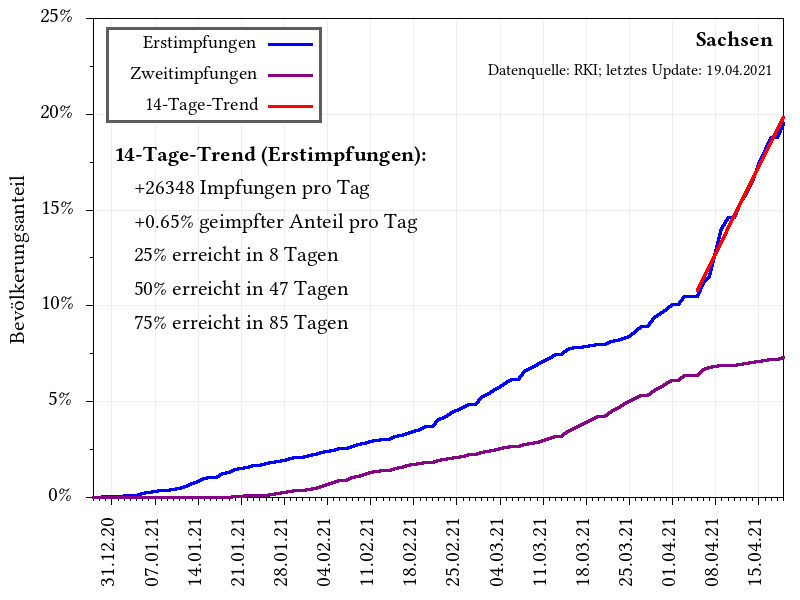 25%
20%
15%
10%
5%
0%
Bevölkerungsanteil
Erstimpfungen
Zweitimpfungen
14-Tage-Trend
Sachsen
Datenquelle: RKI; letztes Update: 19.04.2021
14-Tage-Trend (Erstimpfungen):
+26348 Impfungen pro Tag
+0.65% geimpfter Anteil pro Tag
25% erreicht in 8 Tagen
50% erreicht in 47 Tagen
75% erreicht in 85 Tagen
31.12.20
07.01.21
14.01.21
21.01.21
28.01.21
04.02.21
11.02.21
18.02.21
25.02.21
04.03.21
11.03.21
18.03.21
25.03.21
01.04.21
08.04.21
15.04.21